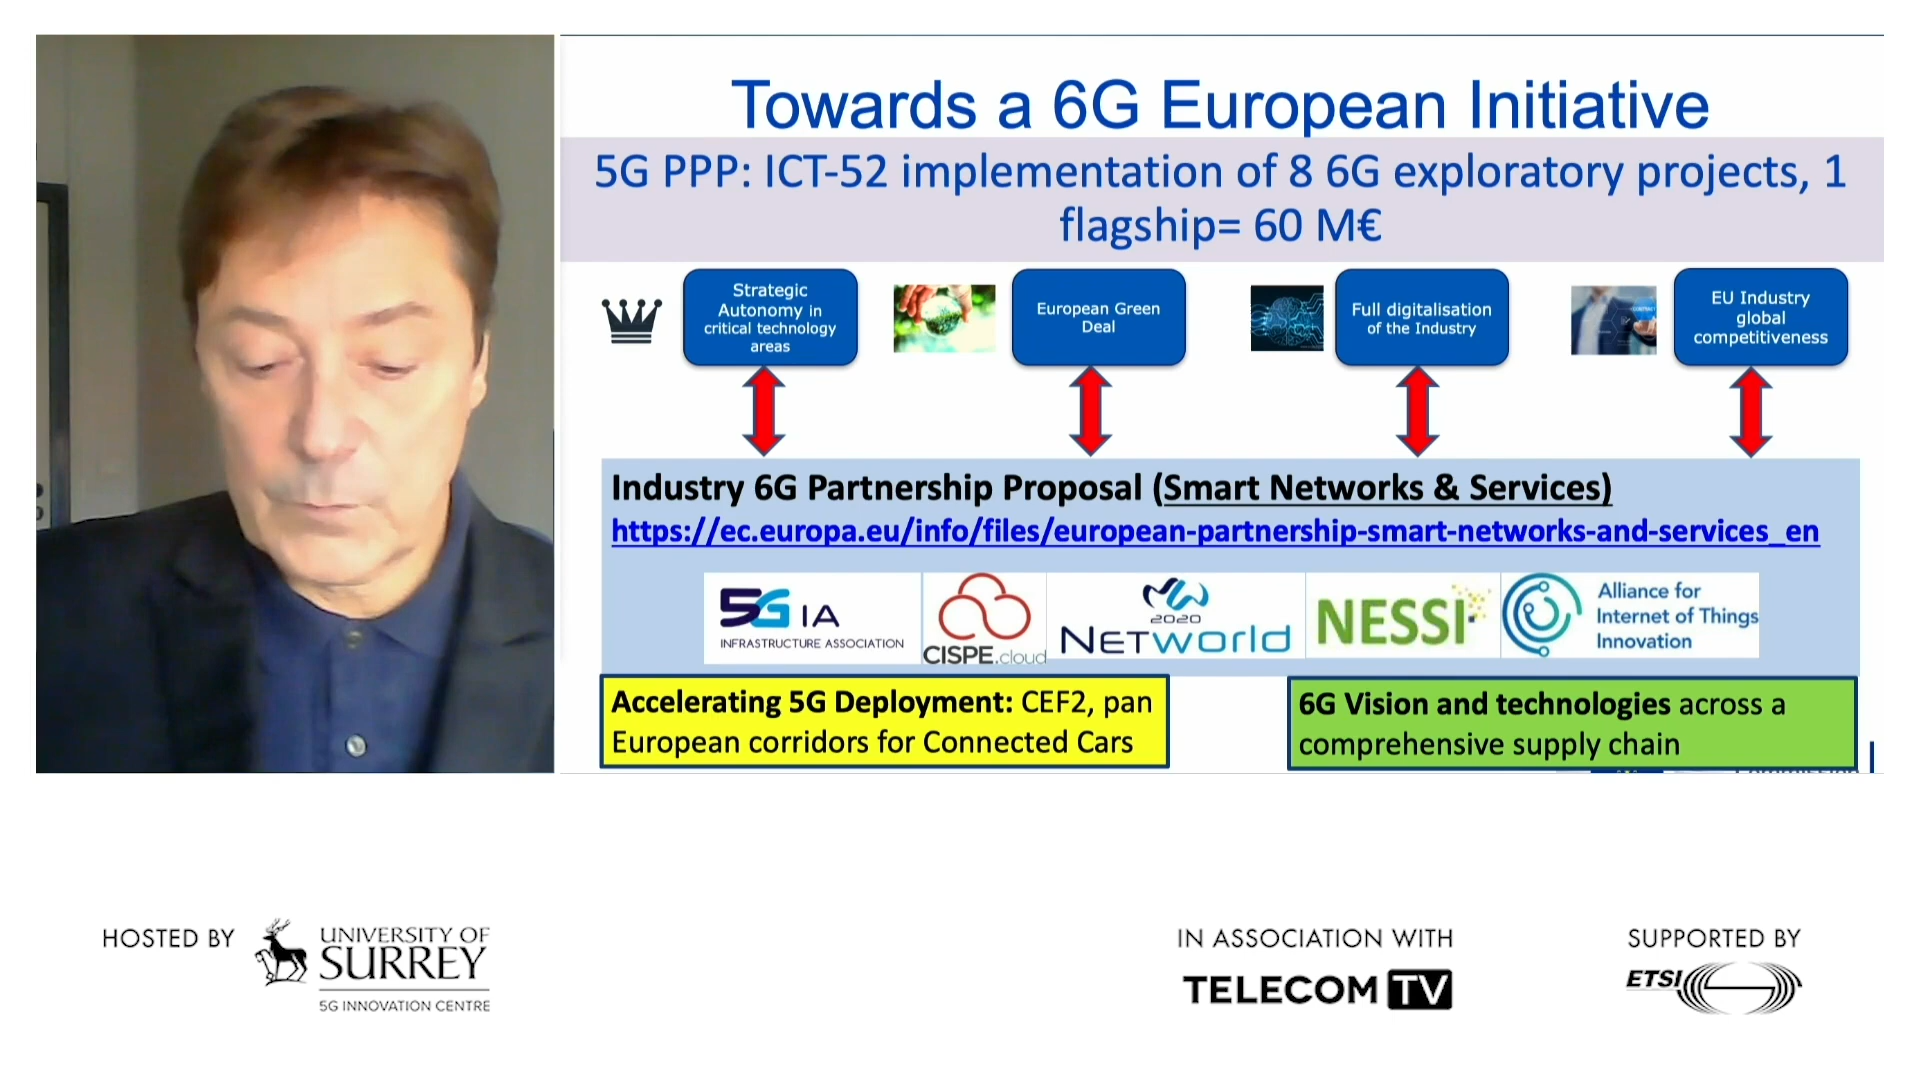 Towards a 6G European Initiative
5G PPP: ICT-52 implementation of 8 6G exploratory projects, 1
flagship= 60 M€
Strategic
Autonomy in
critical technology
areas
European Green
Deal
Full digitalisation
of the Industry
EU Industry
global
competitiveness
Industry 6G Partnership Proposal (Smart Networks & Services)
https://ec.europa.eu/info/files/european-partnership-smart-networks-and-services_en
5G IA
INFRASTRUCTURE ASSOCIATION
CISPE.cloud
2020
NETWorld
NESSI
Alliance for
Internet of Things
Innovation
Accelerating 5G Deployment: CEF2, pan
European corridors for Connected Cars
6G Vision and technologies across a
comprehensive supply chain
HOSTED BY
UNIVERSITY OF
SURREY
5G INNOVATION CENTRE
IN ASSOCIATION WITH
TELECOM TV
SUPPORTED BY
ETSI